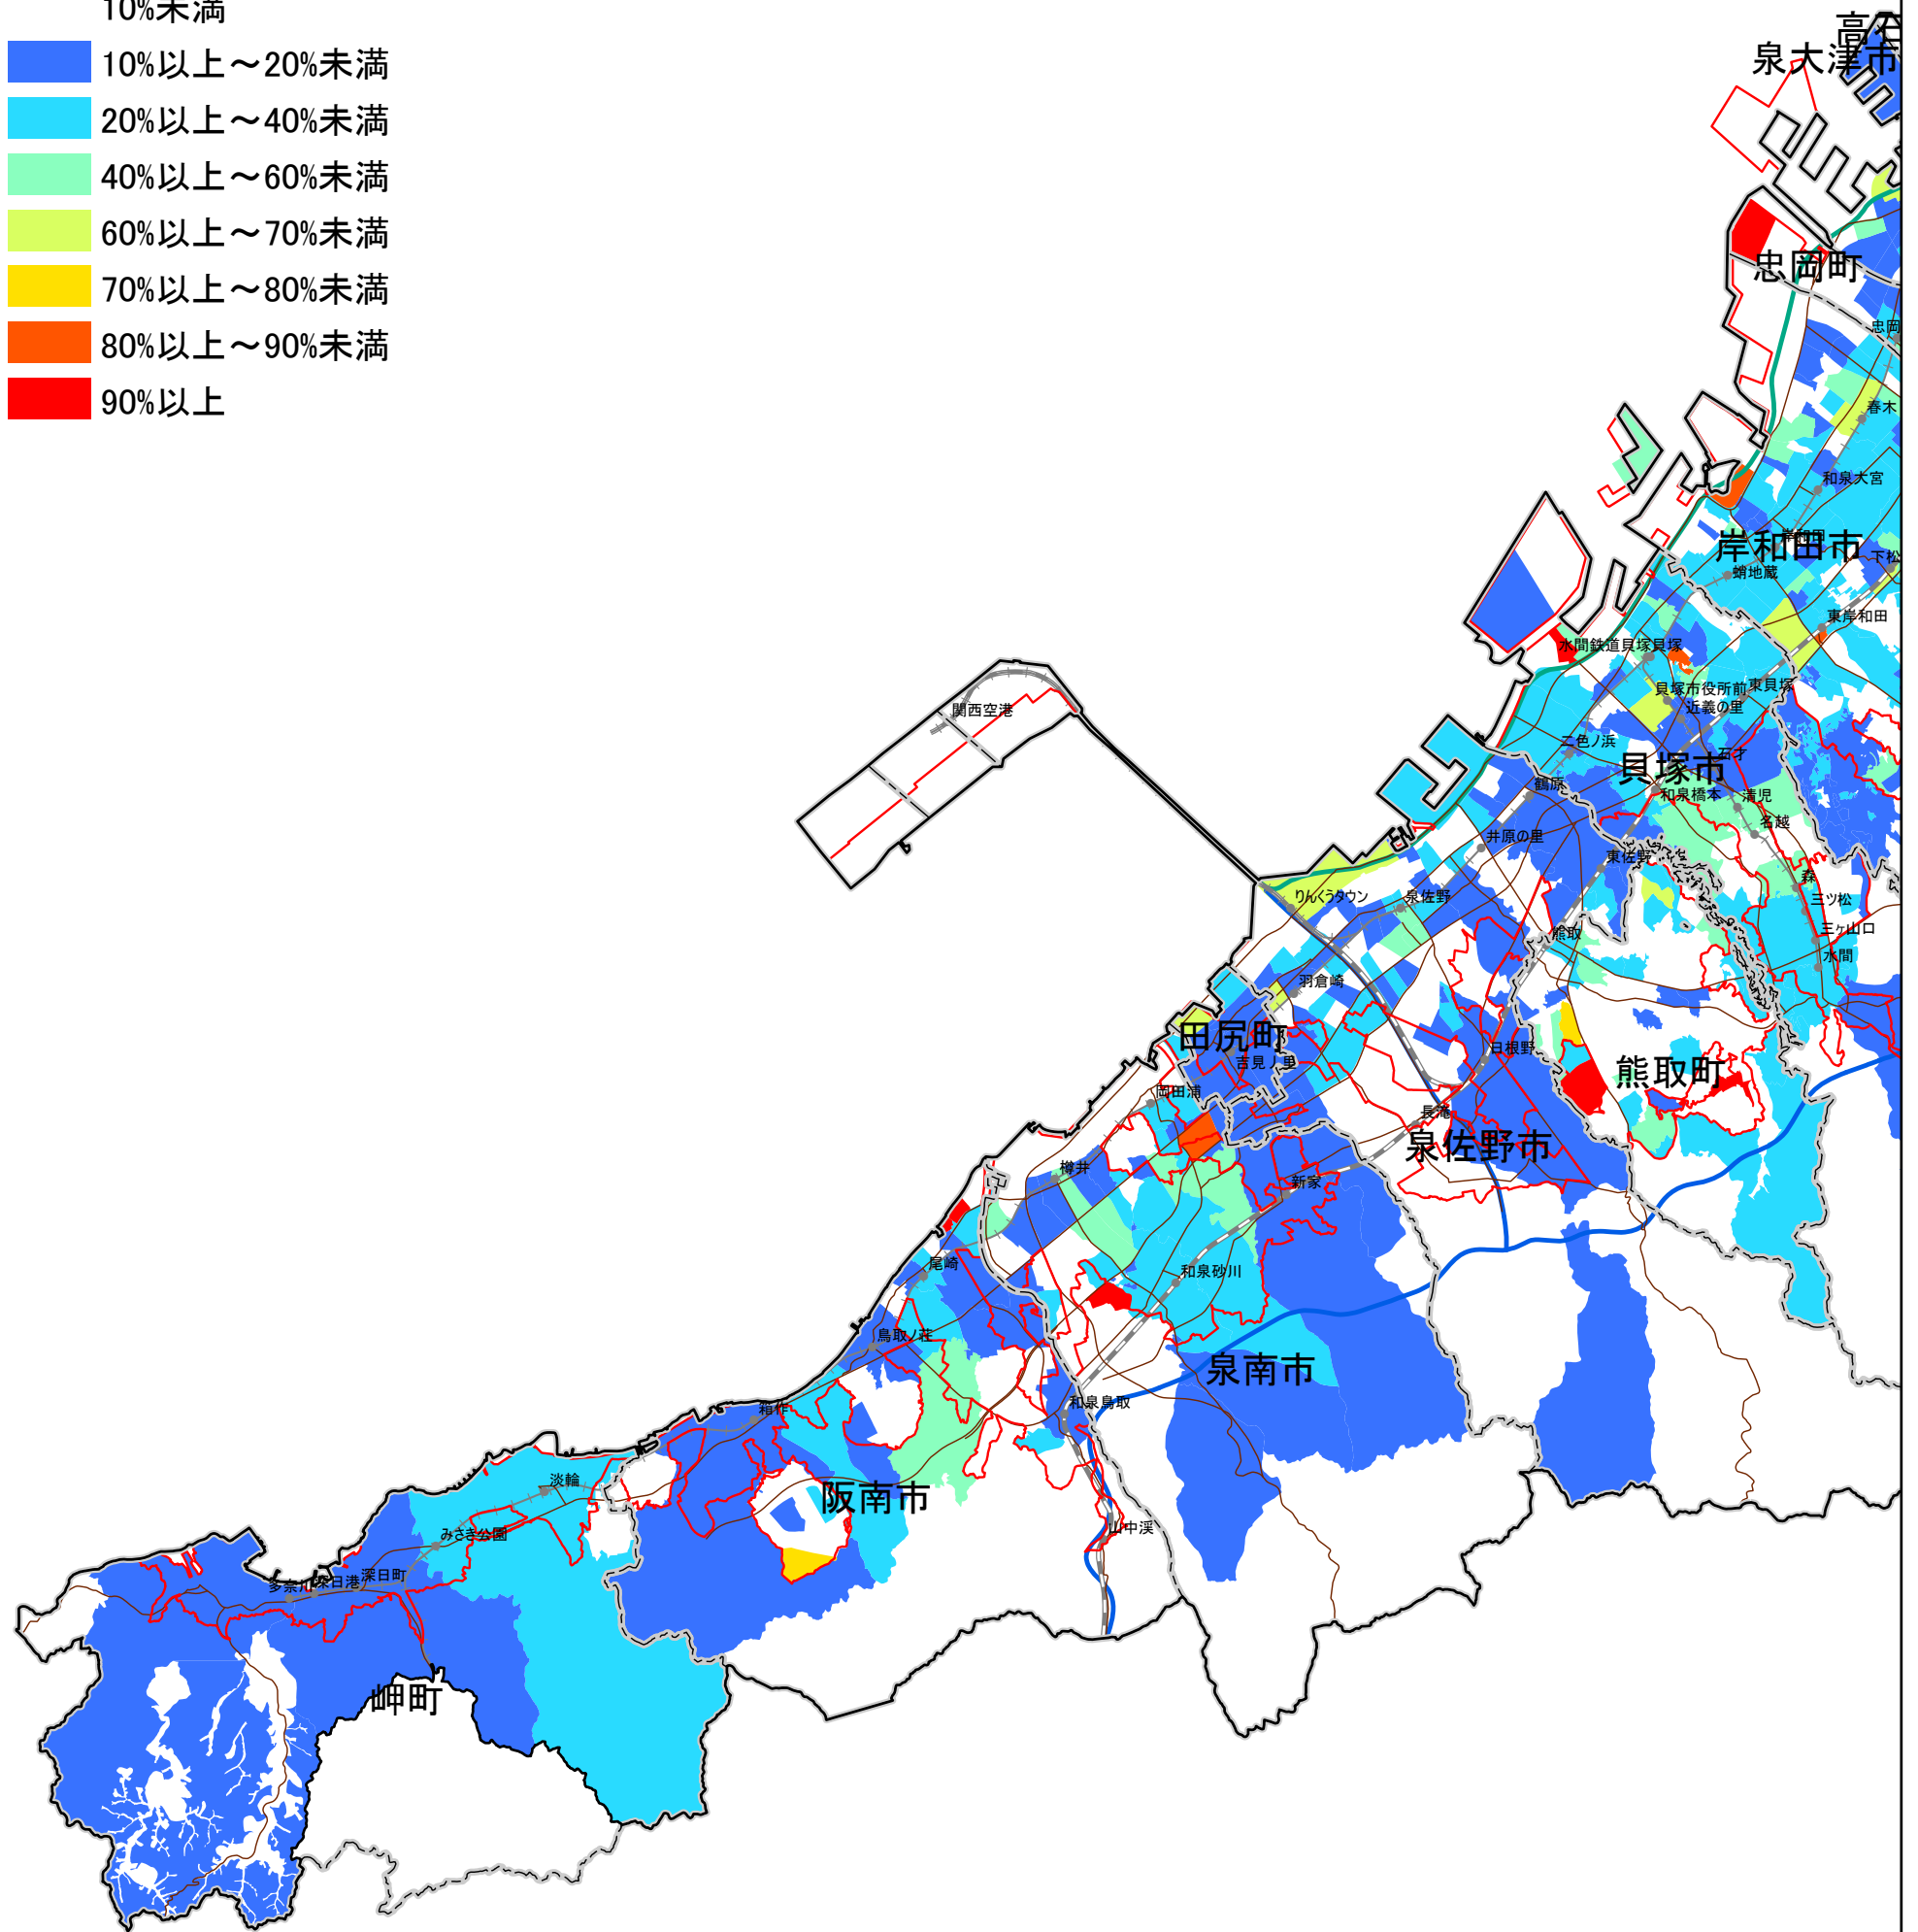 10%未満
10%以上～20%未満
20%以上～40%未満
40%以上～60%未満
60%以上～70%未満
70%以上～80%未満
80%以上～90%未満
90%以上
高石
泉大津市
忠岡町
忠岡
春木
和泉大宮
岸和田
岸和田市
下松
蛸地蔵
東岸和田
水間鉄道貝塚貝塚
貝塚市役所前
東貝塚
近義の里
関西空港
二色ノ浜
石才
貝塚市
鶴原
和泉橋本
清児
名越
井原の里
東佐野
森
りんくうタウン
泉佐野
三ツ松
三ヶ山口
熊取
水間
羽倉崎
田尻町
吉見ノ里
日根野
熊取町
岡田浦
長滝
泉佐野市
樽井
新家
尾崎
和泉砂川
鳥取ノ荘
泉南市
箱作
和泉鳥取
淡輪
阪南市
山中渓
みさき公園
多奈川
深日港
深日町
岬町